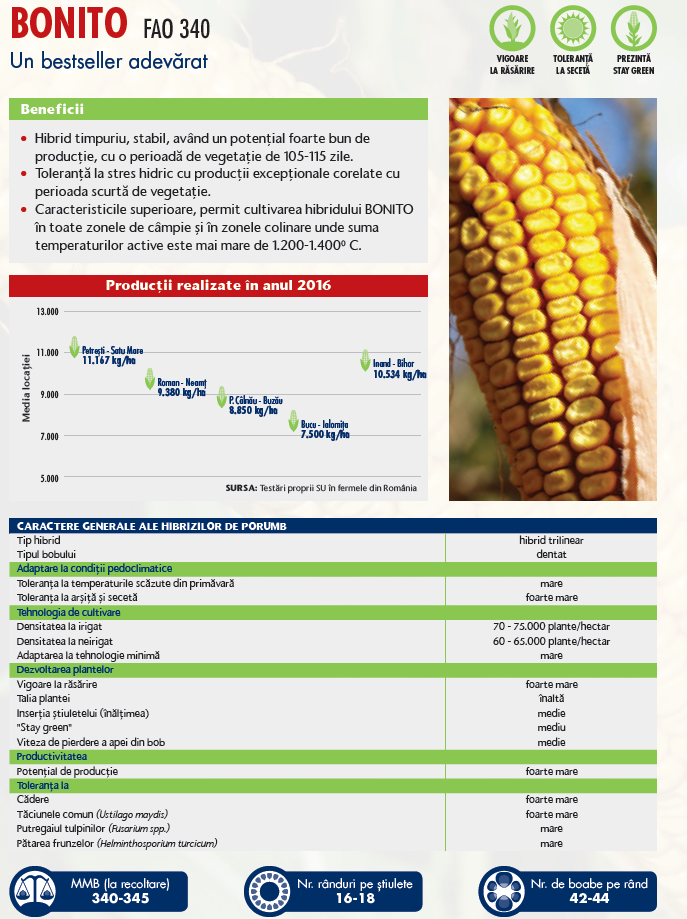 BONITO FAO 340
Un bestseller adevărat
VIGOARE
LA RĂSĂRIRE
TOLERANȚĂ
LA SECETĂ
PREZINTĂ
STAY GREEN
Beneficii
• Hibrid timpuriu, stabil, având un potențial foarte bun de
producție, cu o perioadă de vegetație de 105-115 zile.
• Toleranță la stres hidric cu producții excepționale corelate cu
perioada scurtă de vegetație.
• Caracteristicile superioare, permit cultivarea hibridului BONITO
în toate zonele de câmpie și în zonele colinare unde suma
temperaturilor active este mai mare de 1.200-1.400⁰ C.
Producții realizate în anul 2016
Media locației
13.000
11.000
9.000
7.000
5.000
Petrești - Satu Mare
11.167 kg/ha
Roman - Neamț
9.380 kg/ha
P. Câlnău - Buzău
8.850 kg/ha
Bucu - Ialomița
7.500 kg/ha
Inand - Bihor
10.534 kg/ha
SURSA: Testări proprii SU în fermele din România
CARACTERE GENERALE ALE HIBRIZILOR DE PORUMB
Tip hibrid hibrid trilinear
Tipul bobului dentat
Adaptare la condiții pedoclimatice
Toleranța la temperaturile scăzute din primăvară mare
Toleranța la arșiță și secetă foarte mare
Tehnologia de cultivare
Densitatea la irigat 70 - 75.000 plante/hectar
Densitatea la neirigat 60 - 65.000 plante/hectar
Adaptarea la tehnologie minimă mare
Dezvoltarea plantelor
Vigoare la răsărire foarte mare
Talia plantei înaltă
Inserția știuletelui (înălțimea) medie
"Stay green" mediu
Viteza de pierdere a apei din bob medie
Productivitatea
Potențial de producție foarte mare
Toleranța la
Cădere foarte mare
Tăciunele comun (Ustilago maydis) foarte mare
Putregaiul tulpinilor (Fusarium spp.) mare
Pătarea frunzelor (Helminthosporium turcicum) mare
MMB (la recoltare)
340-345
Nr. rânduri pe știulete
16-18
Nr. de boabe pe rând
42-44